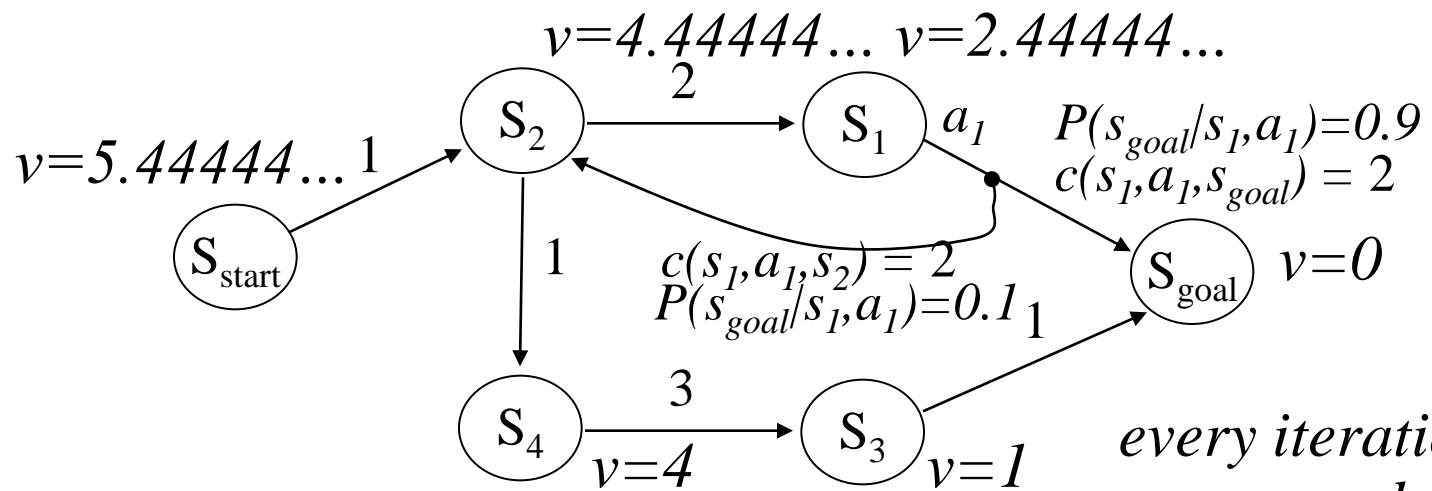 v=4.44444... v=2.44444...
2
S2
S1
a1
P(sgoal/s1,a1)=0.9
c(s1,a1,sgoal) = 2
v=5.44444... 1
Sstart
1
c(s1,a1,s2) = 2
P(sgoal/s1,a1)=0.1
1
Sgoal
v=0
3
S4
v=4
S3
v=1
every